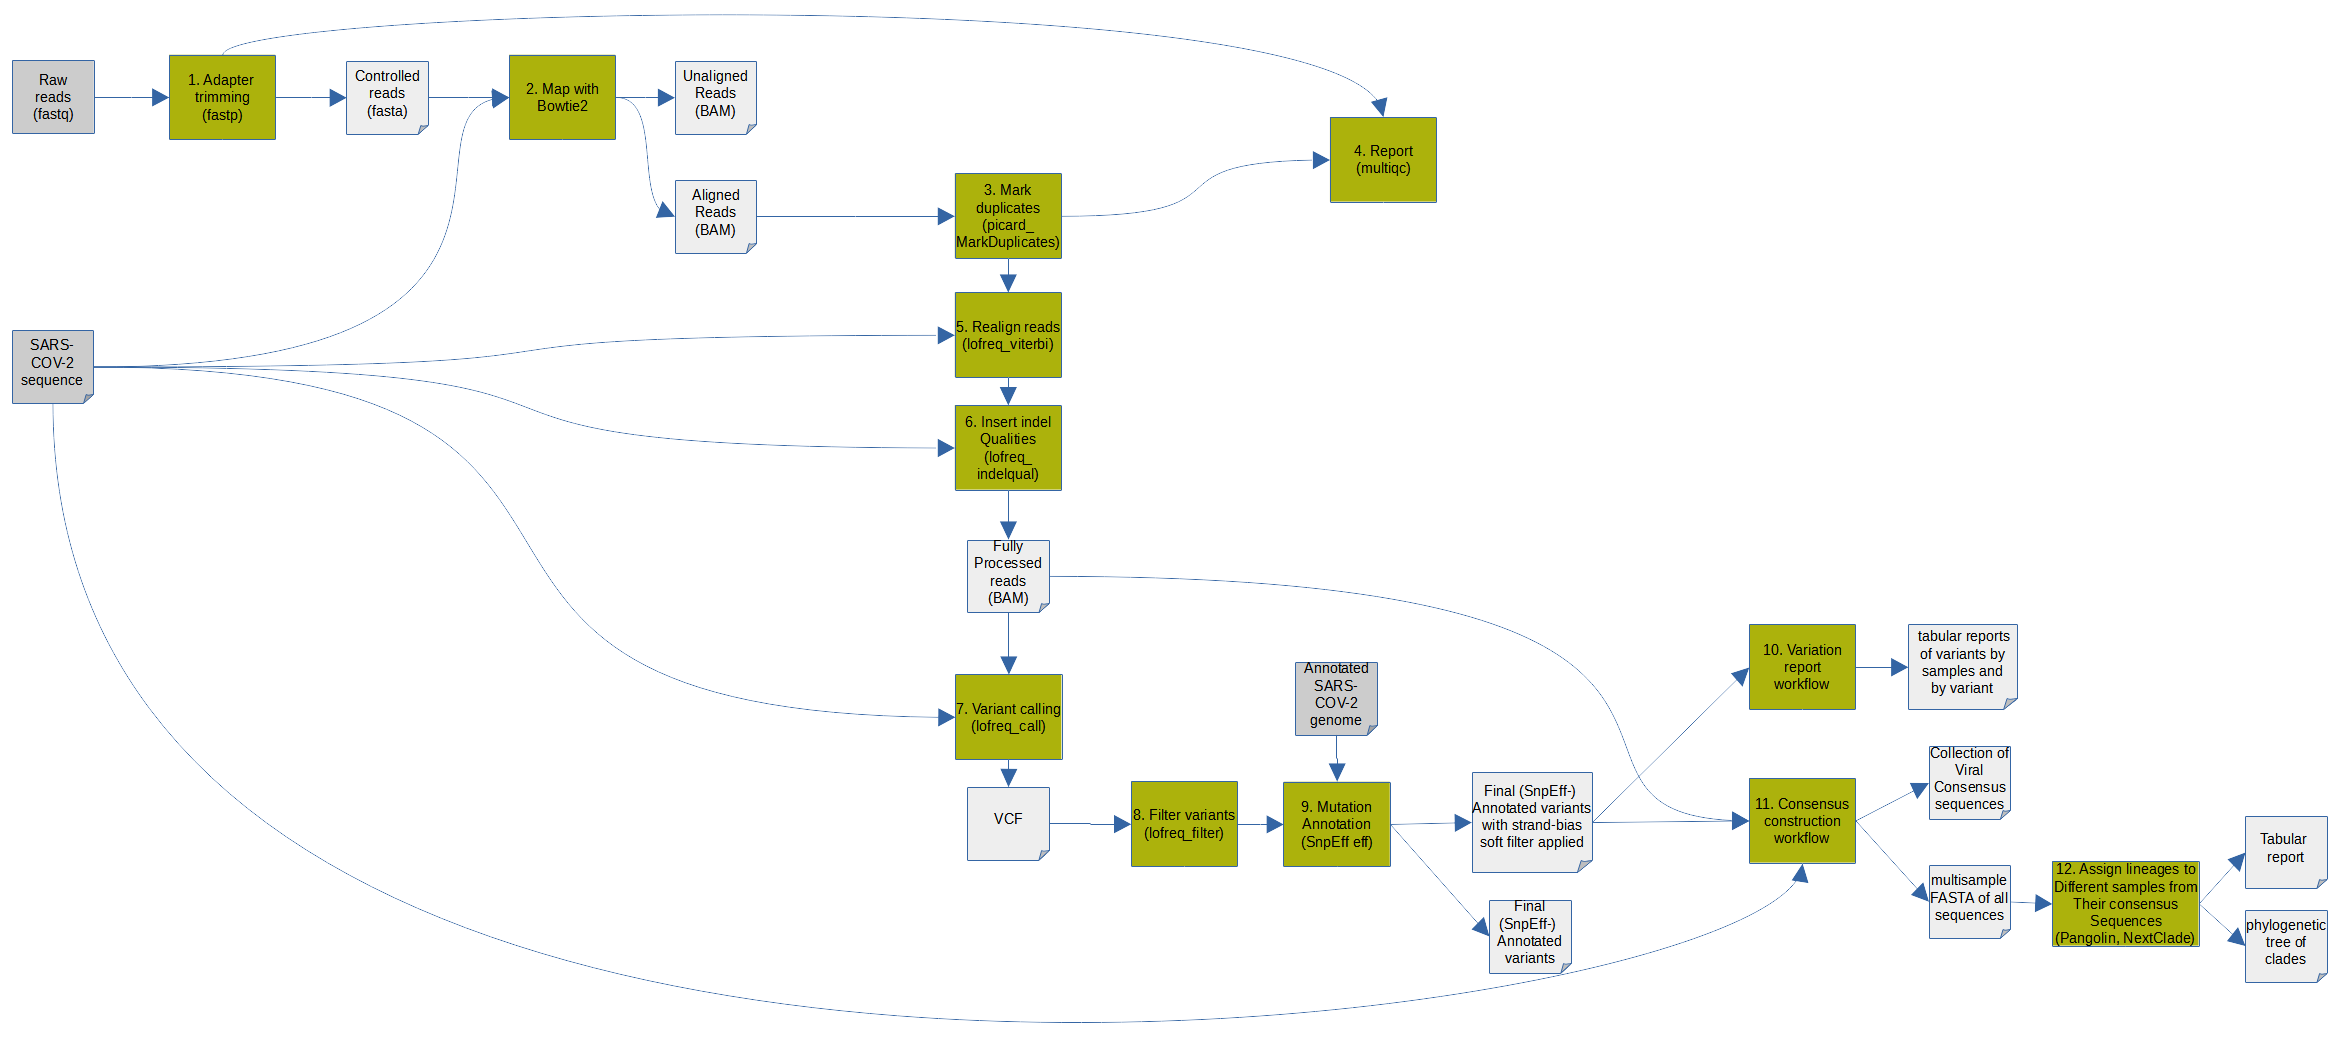 Raw
reads
(fastq)
1. Adapter
trimming
(fastp)
Controlled
reads
(fasta)
2. Map with
Bowtie2
Unaligned
Reads
(BAM)
Aligned
Reads
(BAM)
3. Mark
duplicates
(picard_
MarkDuplicates)
4. Report
(multiqc)
SARS-
COV-2
sequence
5. Realign reads
(lofreq_viterbi)
6. Insert indel
Qualities
(lofreq_
indelqual)
Fully
Processed
reads
(BAM)
7. Variant calling
(lofreq_call)
VCF
8. Filter variants
(lofreq_filter)
Annotated
SARS-
COV-2
genome
9. Mutation
Annotation
(SnpEff eff)
Final (SnpEff-)
Annotated variants
with strand-bias
soft filter applied
Final
(SnpEff-)
Annotated
variants
10. Variation
report
workflow
tabular reports
of variants by
samples and
by variant
11. Consensus
construction
workflow
Collection of
Viral
Consensus
sequences
multisample
FASTA of all
sequences
12. Assign lineages to
Different samples from
Their consensus
Sequences
(Pangolin, NextClade)
Tabular
report
phylogenetic
tree of
clades